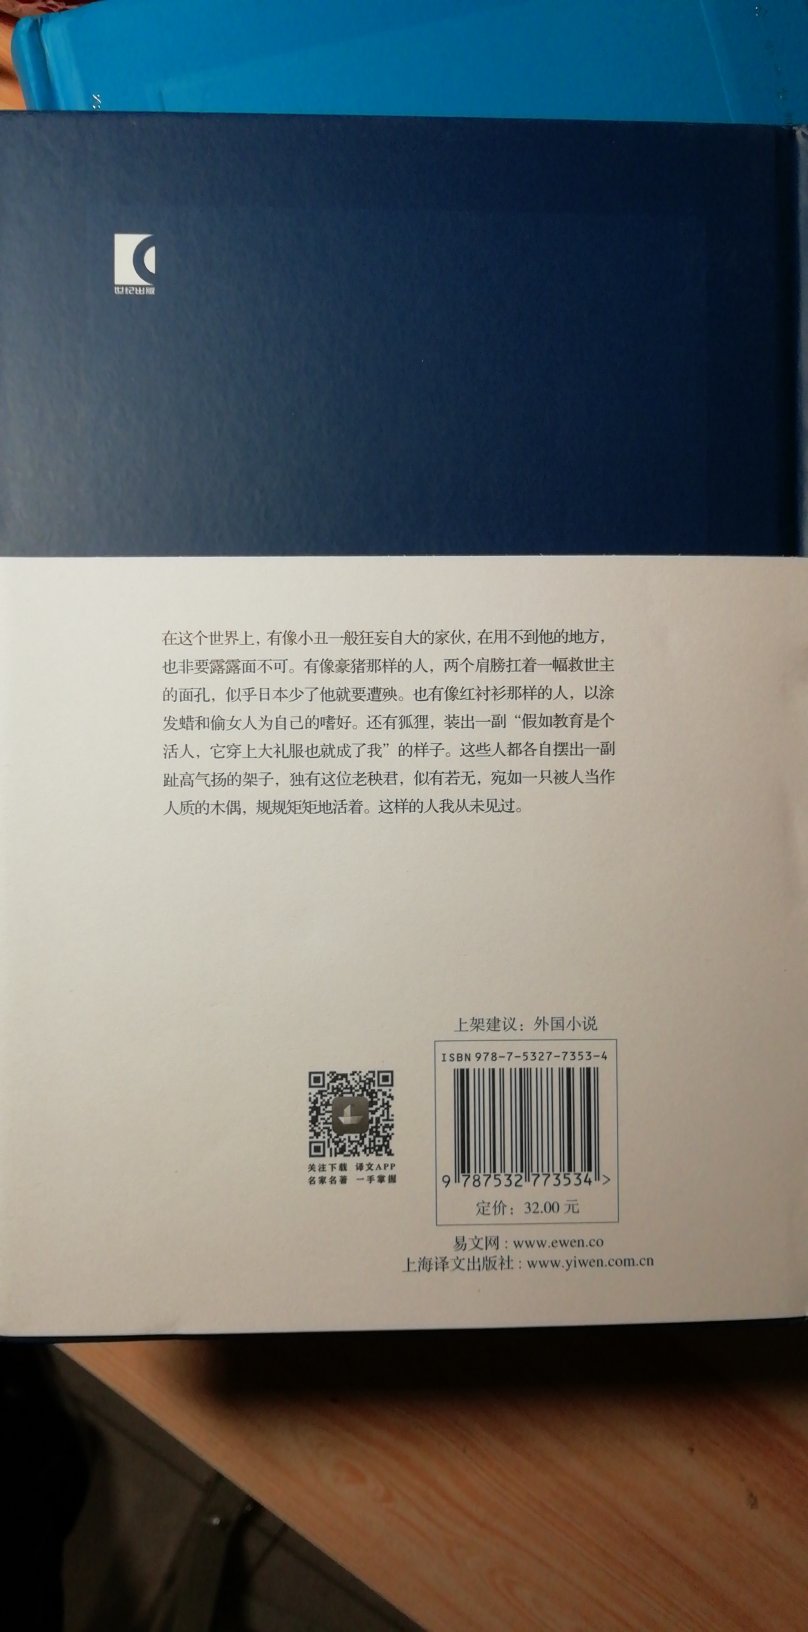 世纪出版
在这个世界上，有像小丑一般狂妄自大的家伙，在用不到他的地方，
也非要露露面不可。有像豪猪那样的人，两个肩膀扛着一幅救世主
的面孔，似乎日本少了他就要遭殃。也有像红衬衫那样的人，以涂
发蜡和偷女人为自己的嗜好。还有狐狸，装出一副“假如教育是个
活人，它穿上大礼服也就成了我”的样子。这些人都各自摆出一副
趾高气扬的架子，独有这位老秧君，似有若无，宛如一只被人当作
人质的木偶，规规矩矩地活着。这样的人我从未见过。
上架建议：外国小说
ISBN 978-7-5327-7353-4
9 787532 773534 >
定价：32.00 元
关注下载 译文APP
名家名著 一手掌握
易文网：www.ewen.co
上海译文出版社：www.yiwen.com.cn